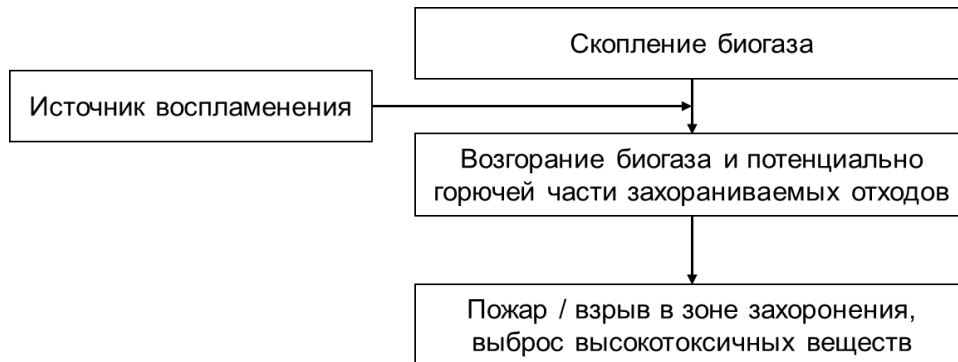 Скопление биогаза
Источник воспламенения
Возгорание биогаза и потенциально
горючей части захораниваемых отходов
Пожар / взрыв в зоне захоронения,
выброс высокотоксичных веществ